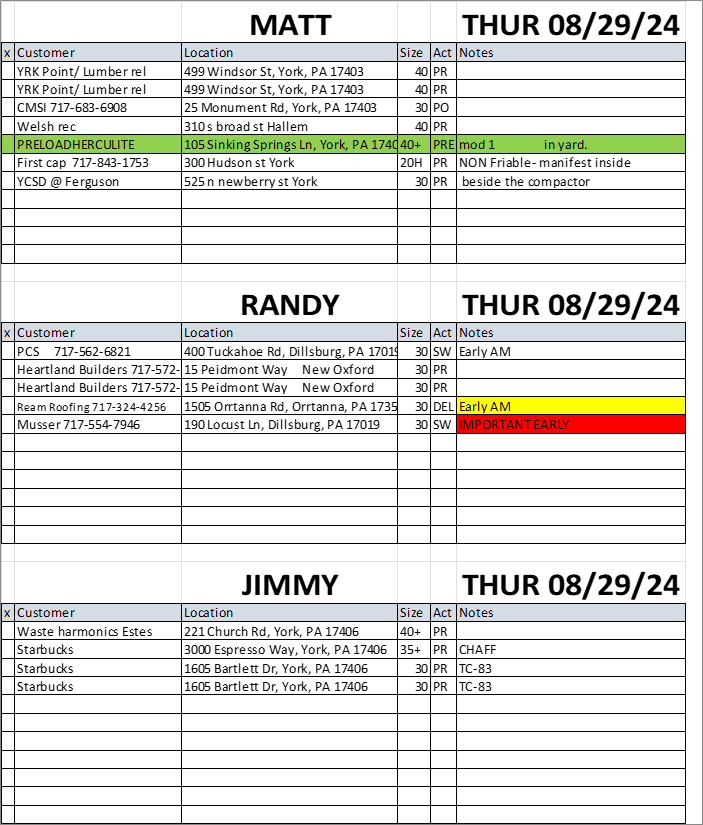 MATT THUR 08/29/24
x Customer Location Size Act Notes
YRK Point/ Lumber rel 499 Windsor St, York, PA 17403 40 PR
YRK Point/ Lumber rel 499 Windsor St, York, PA 17403 40 PR
CMSI 717-683-6908 25 Monument Rd, York, PA 17403 30 PO
Welsh rec 310 s broad st Hallem 40 PR
PRELOADHERCULITE 105 Sinking Springs Ln, York, PA 1740 40+ PRE mod 1 in yard.
First cap 717-843-1753 300 Hudson st York 20H PR NON Friable- manifest inside
YCSD @ Ferguson 525 n newberry st York 30 PR beside the compactor
RANDY THUR 08/29/24
x Customer Location Size Act Notes
PCS 717-562-6821 400 Tuckahoe Rd, Dillsburg, PA 17019 30 SW Early AM
Heartland Builders 717-572- 15 Peidmont Way New Oxford 30 PR
Heartland Builders 717-572- 15 Peidmont Way New Oxford 30 PR
Ream Roofing 717-324-4256 1505 Orrtanna Rd, Orrtanna, PA 1735 30 DEL Early AM
Musser 717-554-7946 190 Locust Ln, Dillsburg, PA 17019 30 SW IMPORTANT EARLY
JIMMY THUR 08/29/24
x Customer Location Size Act Notes
Waste harmonics Estes 221 Church Rd, York, PA 17406 40+ PR
Starbucks 3000 Espresso Way, York, PA 17406 35+ PR CHAFF
Starbucks 1605 Bartlett Dr, York, PA 17406 30 PR TC-83
Starbucks 1605 Bartlett Dr, York, PA 17406 30 PR TC-83